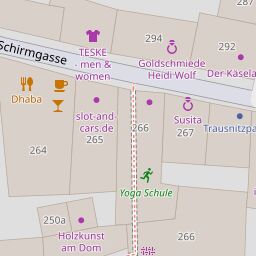 287
294
292
TESKE
- men &
women
Goldschmiede
Heidi Wolf
Der Käsela
Schirmgasse
Dhaba
slot-and-
cars.de
266
Susita
Trausnitzpa
265
267
264
Yoga Schule
250a
Holzkunst
am Dom
266